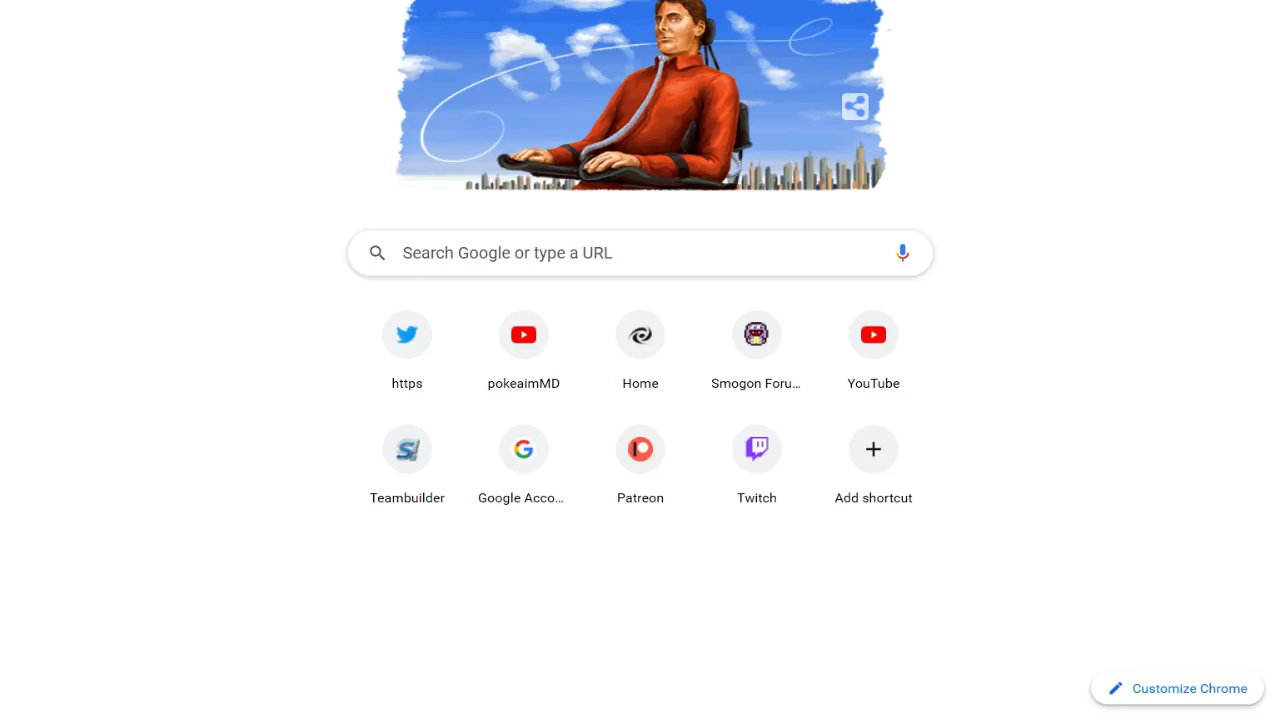 Search Google or type a URL
https
pokeaimMD
Home
Smogon Foru...
YouTube
Teambuilder
Google Acco...
Patreon
Twitch
Add shortcut
Customize Chrome